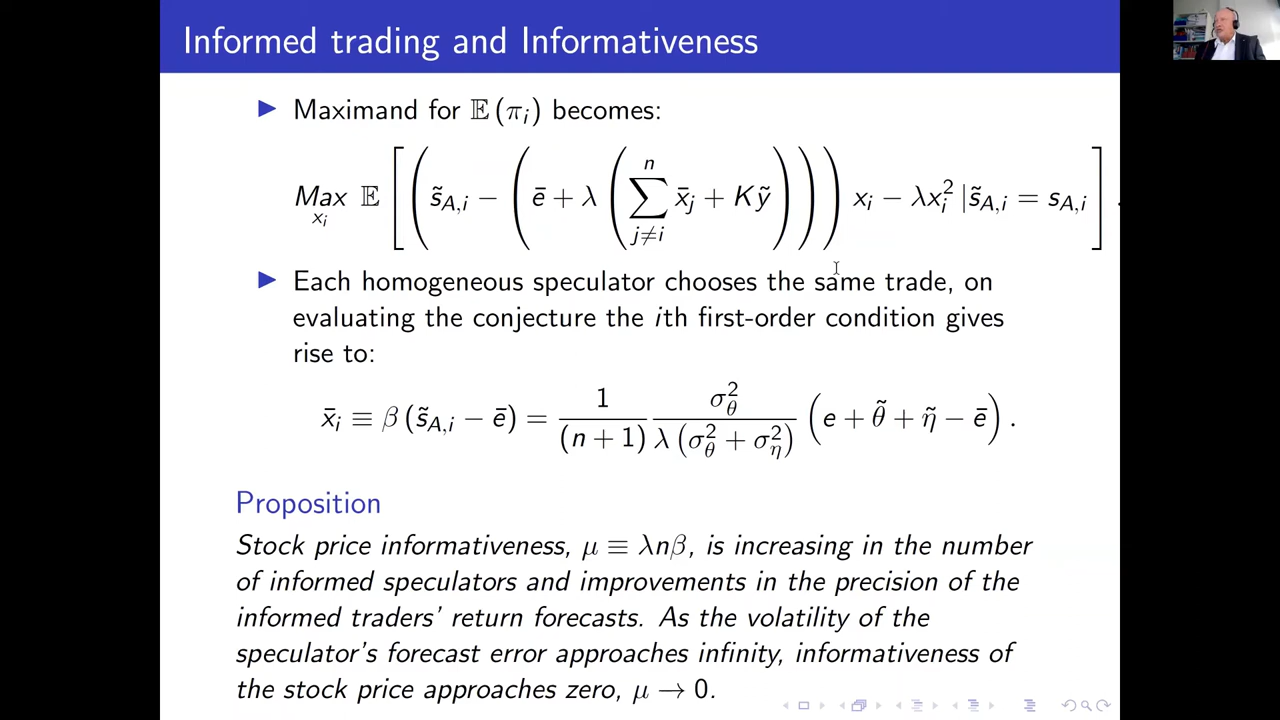 Informed trading and Informativeness
▶ Maximand for 𝔼 (πᵢ) becomes:
Max_{x_i} 𝔼 [ ( s̃_{A,i} − ( ē + λ ( ∑_{j≠i}^{n} x̄_j + Kỹ ) ) ) x_i − λx_i^2 | s̃_{A,i} = s_{A,i} ] .
▶ Each homogeneous speculator chooses the same trade, on
evaluating the conjecture the ith first-order condition gives
rise to:
x̄_i ≡ β (s̃_{A,i} − ē) = \frac{1}{(n + 1)} \frac{σ_θ^2}{λ (σ_θ^2 + σ_η^2)} (e + θ̃ + η̃ − ē) .
Proposition
Stock price informativeness, μ ≡ λnβ, is increasing in the number
of informed speculators and improvements in the precision of the
informed traders' return forecasts. As the volatility of the
speculator's forecast error approaches infinity, informativeness of
the stock price approaches zero, μ → 0.